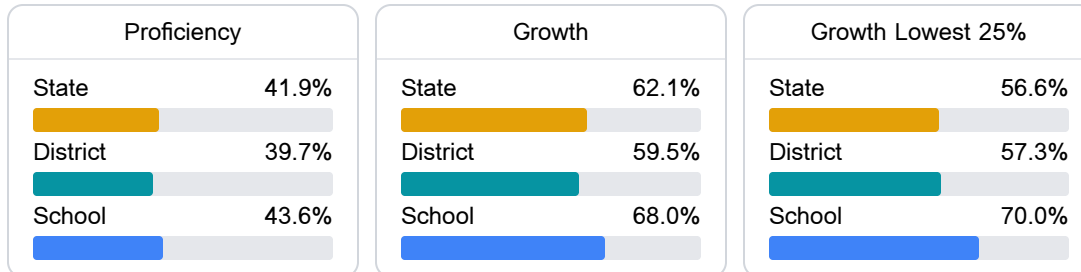 Proficiency
State 41.9%
District 39.7%
School 43.6%
Growth
State 62.1%
District 59.5%
School 68.0%
Growth Lowest 25%
State 56.6%
District 57.3%
School 70.0%